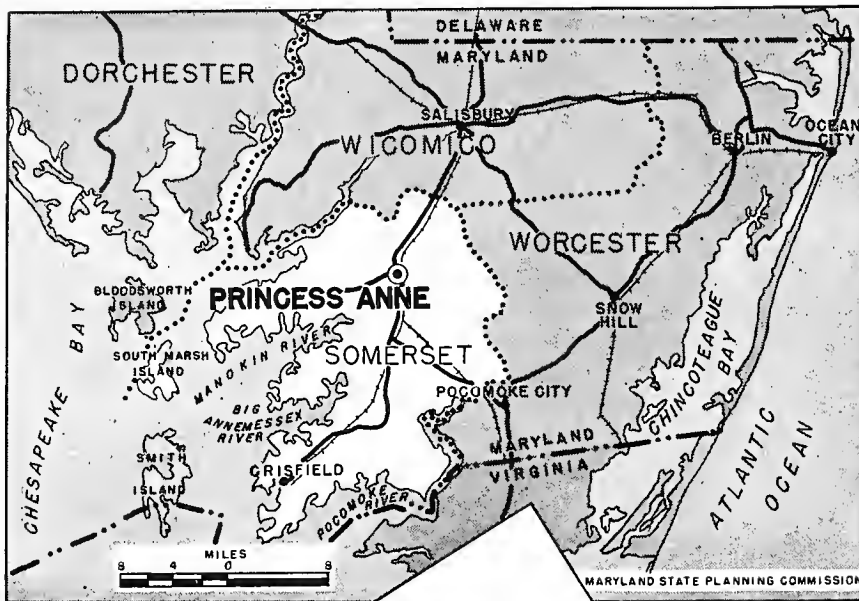 DELAWARE
MARYLAND
DORCHESTER
SALISBURY
WICOMICO
BERLIN
OCEAN
CITY
WORCESTER
BLOODSWORTH
ISLAND
PRINCESS ANNE
SNOW
HILL
CHESAPEAKE BAY
SOUTH MARSH
ISLAND
MANOKIN RIVER
SOMERSET
CHINCOTEAGUE
BAY
POCOMOKE CITY
BIG
ANNEMESSEX
RIVER
SMITH
ISLAND
CRISFIELD
MARYLAND
VIRGINIA
POCOMOKE
RIVER
ATLANTIC
OCEAN
MILES
8 4 0 8
MARYLAND STATE PLANNING COMMISSION